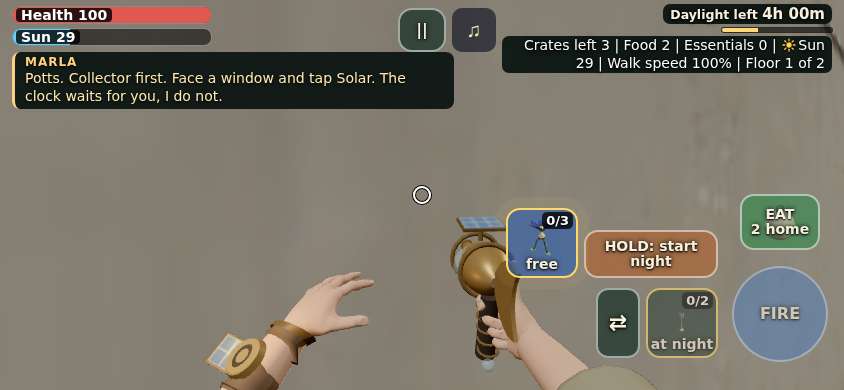 Health 100
Sun 29
MARLA
Potts. Collector first. Face a window and tap Solar. The
clock waits for you, I do not.
Daylight left 4h 00m
Crates left 3 | Food 2 | Essentials 0 | ☀Sun
29 | Walk speed 100% | Floor 1 of 2
0/3
free
HOLD: start
night
EAT
2 home
0/2
at night
FIRE